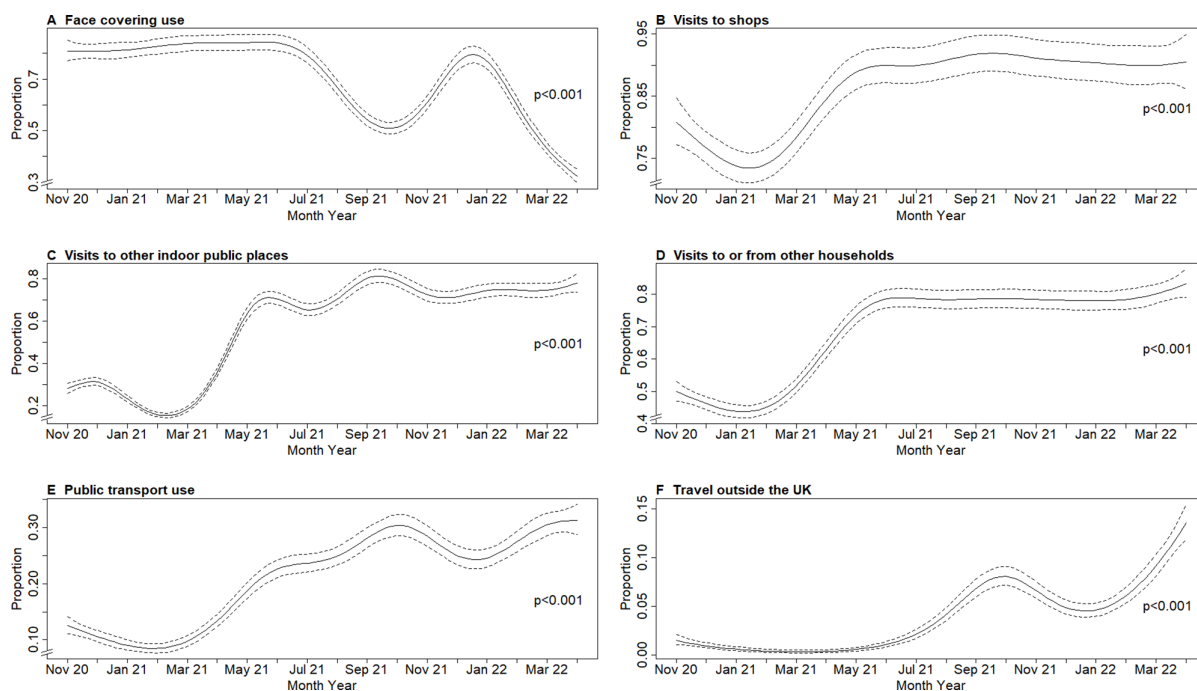 A Face covering use
Proportion
0.3 0.5 0.7
p<0.001
Nov 20 Jan 21 Mar 21 May 21 Jul 21 Sep 21 Nov 21 Jan 22 Mar 22
Month Year
B Visits to shops
Proportion
0.75 0.85 0.95
p<0.001
Nov 20 Jan 21 Mar 21 May 21 Jul 21 Sep 21 Nov 21 Jan 22 Mar 22
Month Year
C Visits to other indoor public places
Proportion
0.2 0.4 0.6 0.8
p<0.001
Nov 20 Jan 21 Mar 21 May 21 Jul 21 Sep 21 Nov 21 Jan 22 Mar 22
Month Year
D Visits to or from other households
Proportion
0.4 0.5 0.6 0.7 0.8
p<0.001
Nov 20 Jan 21 Mar 21 May 21 Jul 21 Sep 21 Nov 21 Jan 22 Mar 22
Month Year
E Public transport use
Proportion
0.10 0.20 0.30
p<0.001
Nov 20 Jan 21 Mar 21 May 21 Jul 21 Sep 21 Nov 21 Jan 22 Mar 22
Month Year
F Travel outside the UK
Proportion
0.00 0.05 0.10 0.15
p<0.001
Nov 20 Jan 21 Mar 21 May 21 Jul 21 Sep 21 Nov 21 Jan 22 Mar 22
Month Year